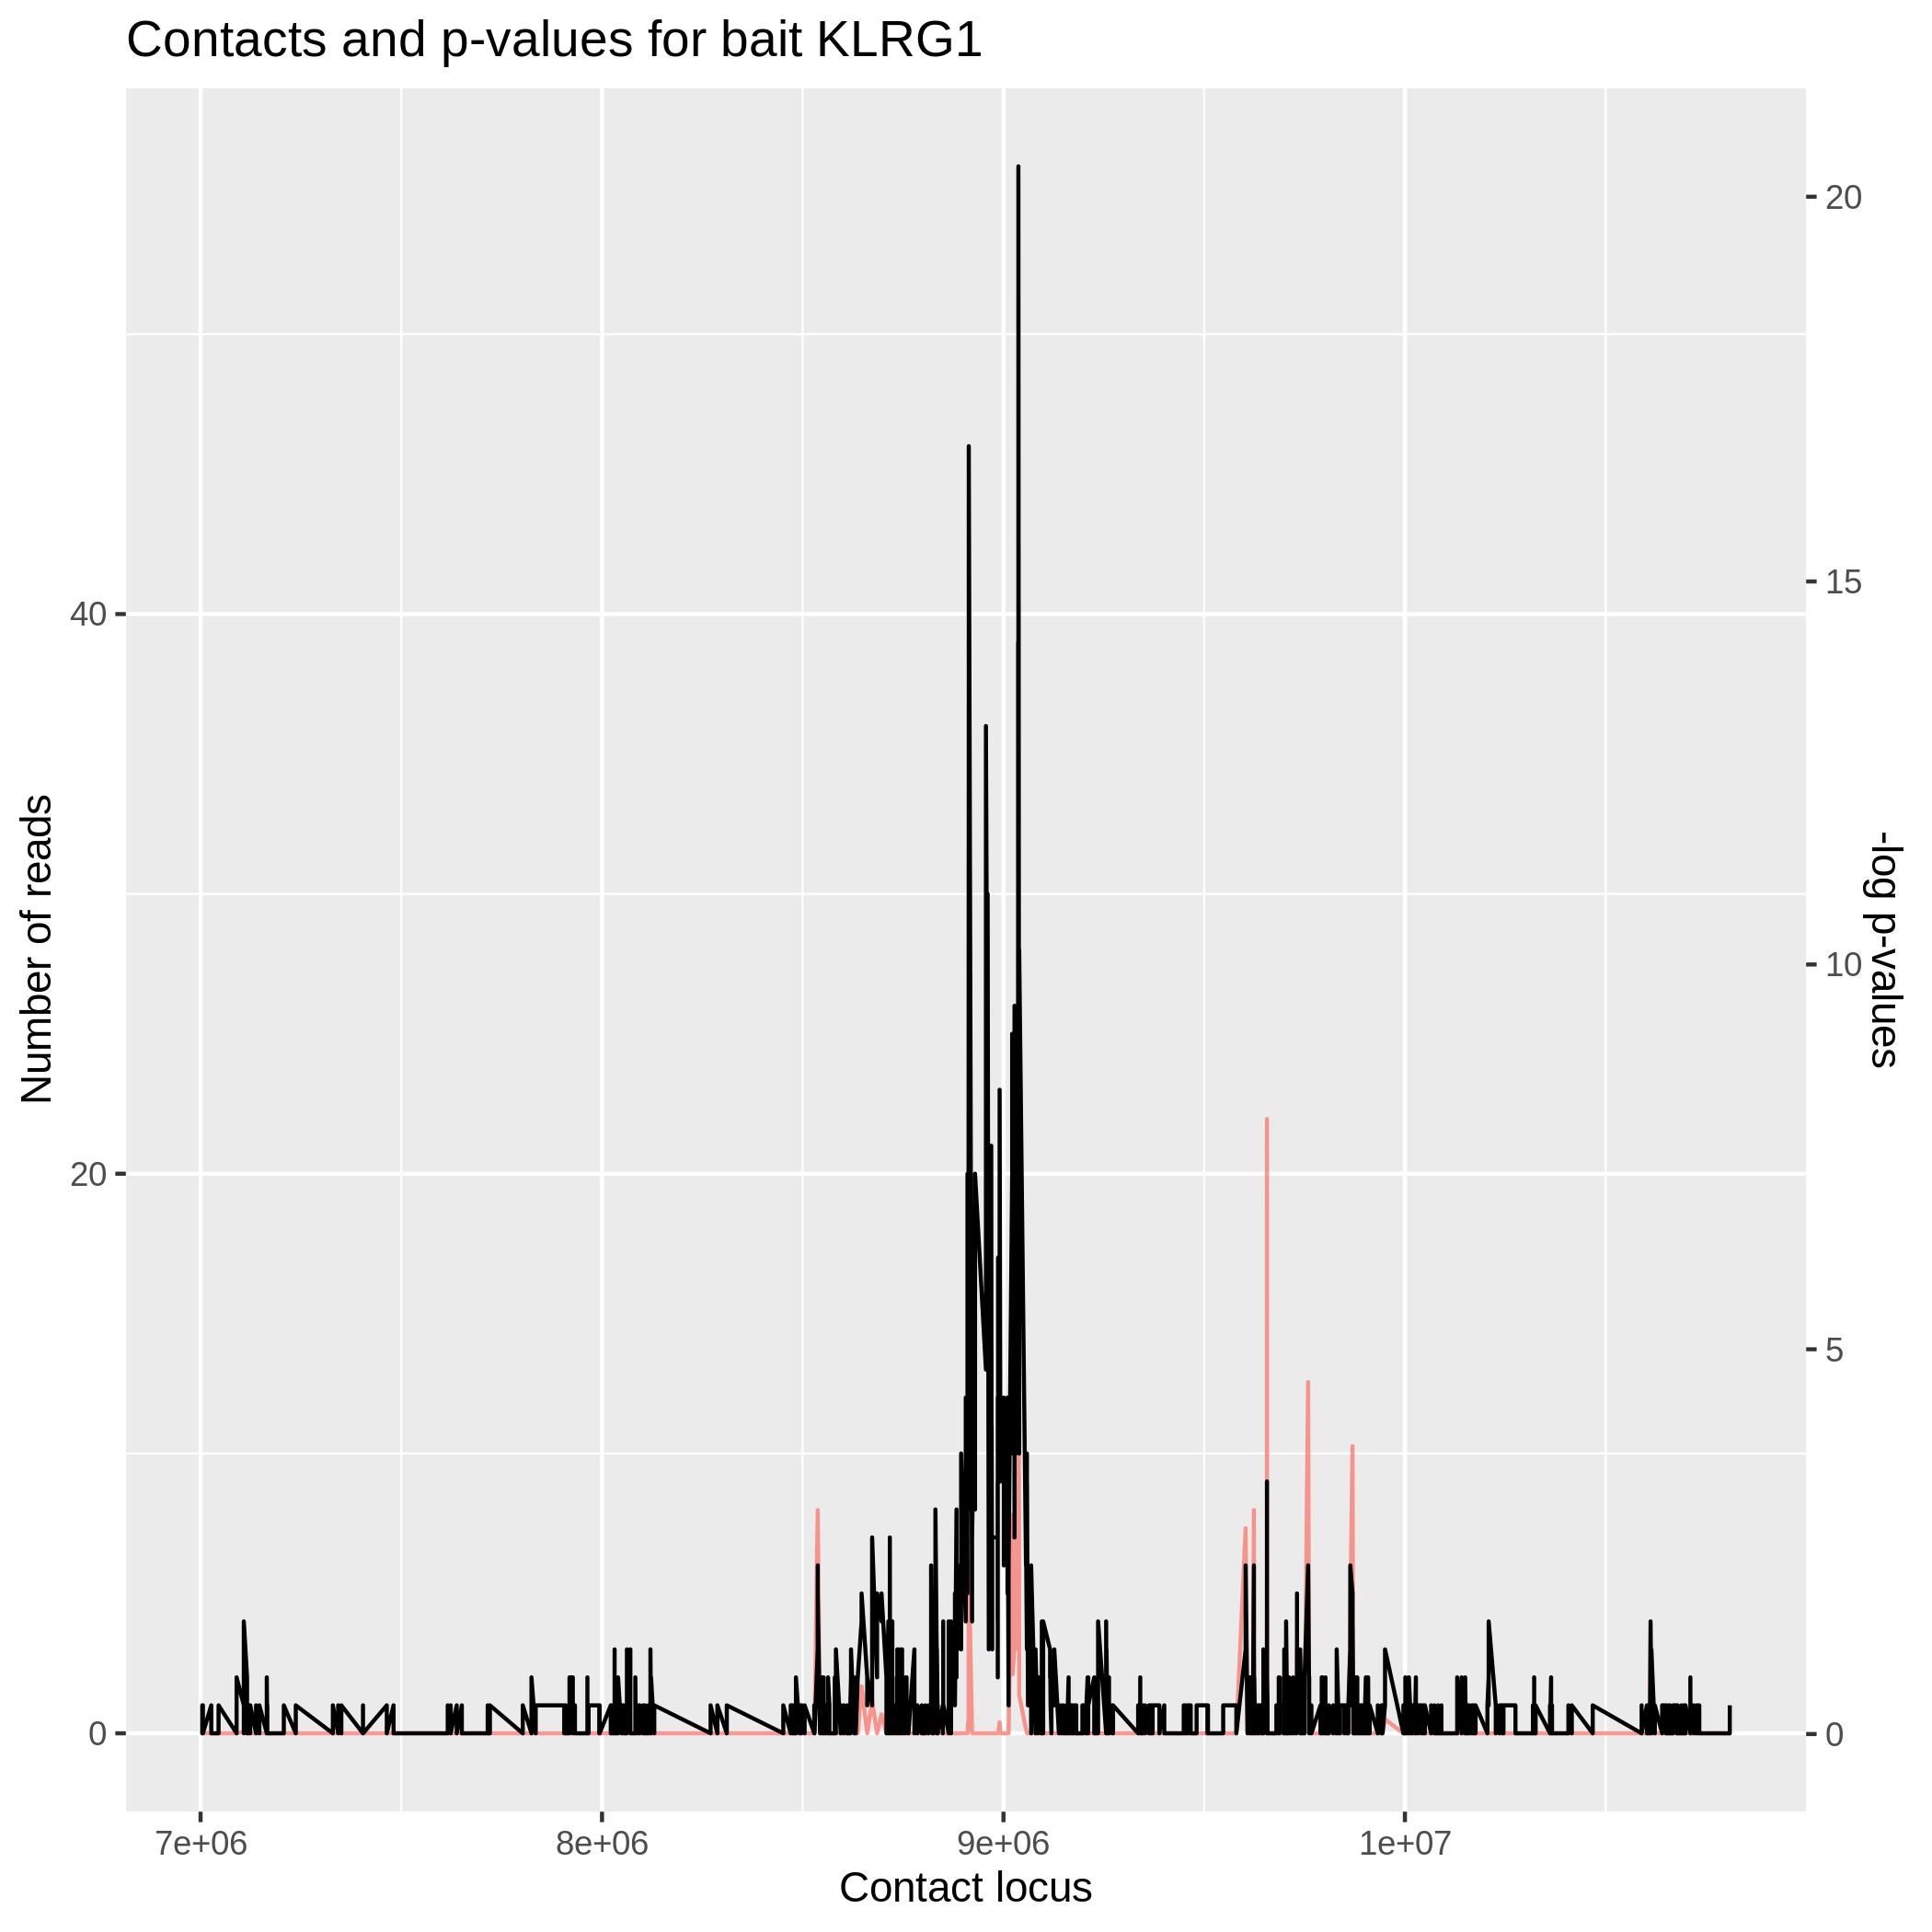 Contacts and p-values for bait KLRG1
Number of reads
40
20
0
20
15
10
5
0
-log p-values
7e+06
8e+06
9e+06
1e+07
Contact locus